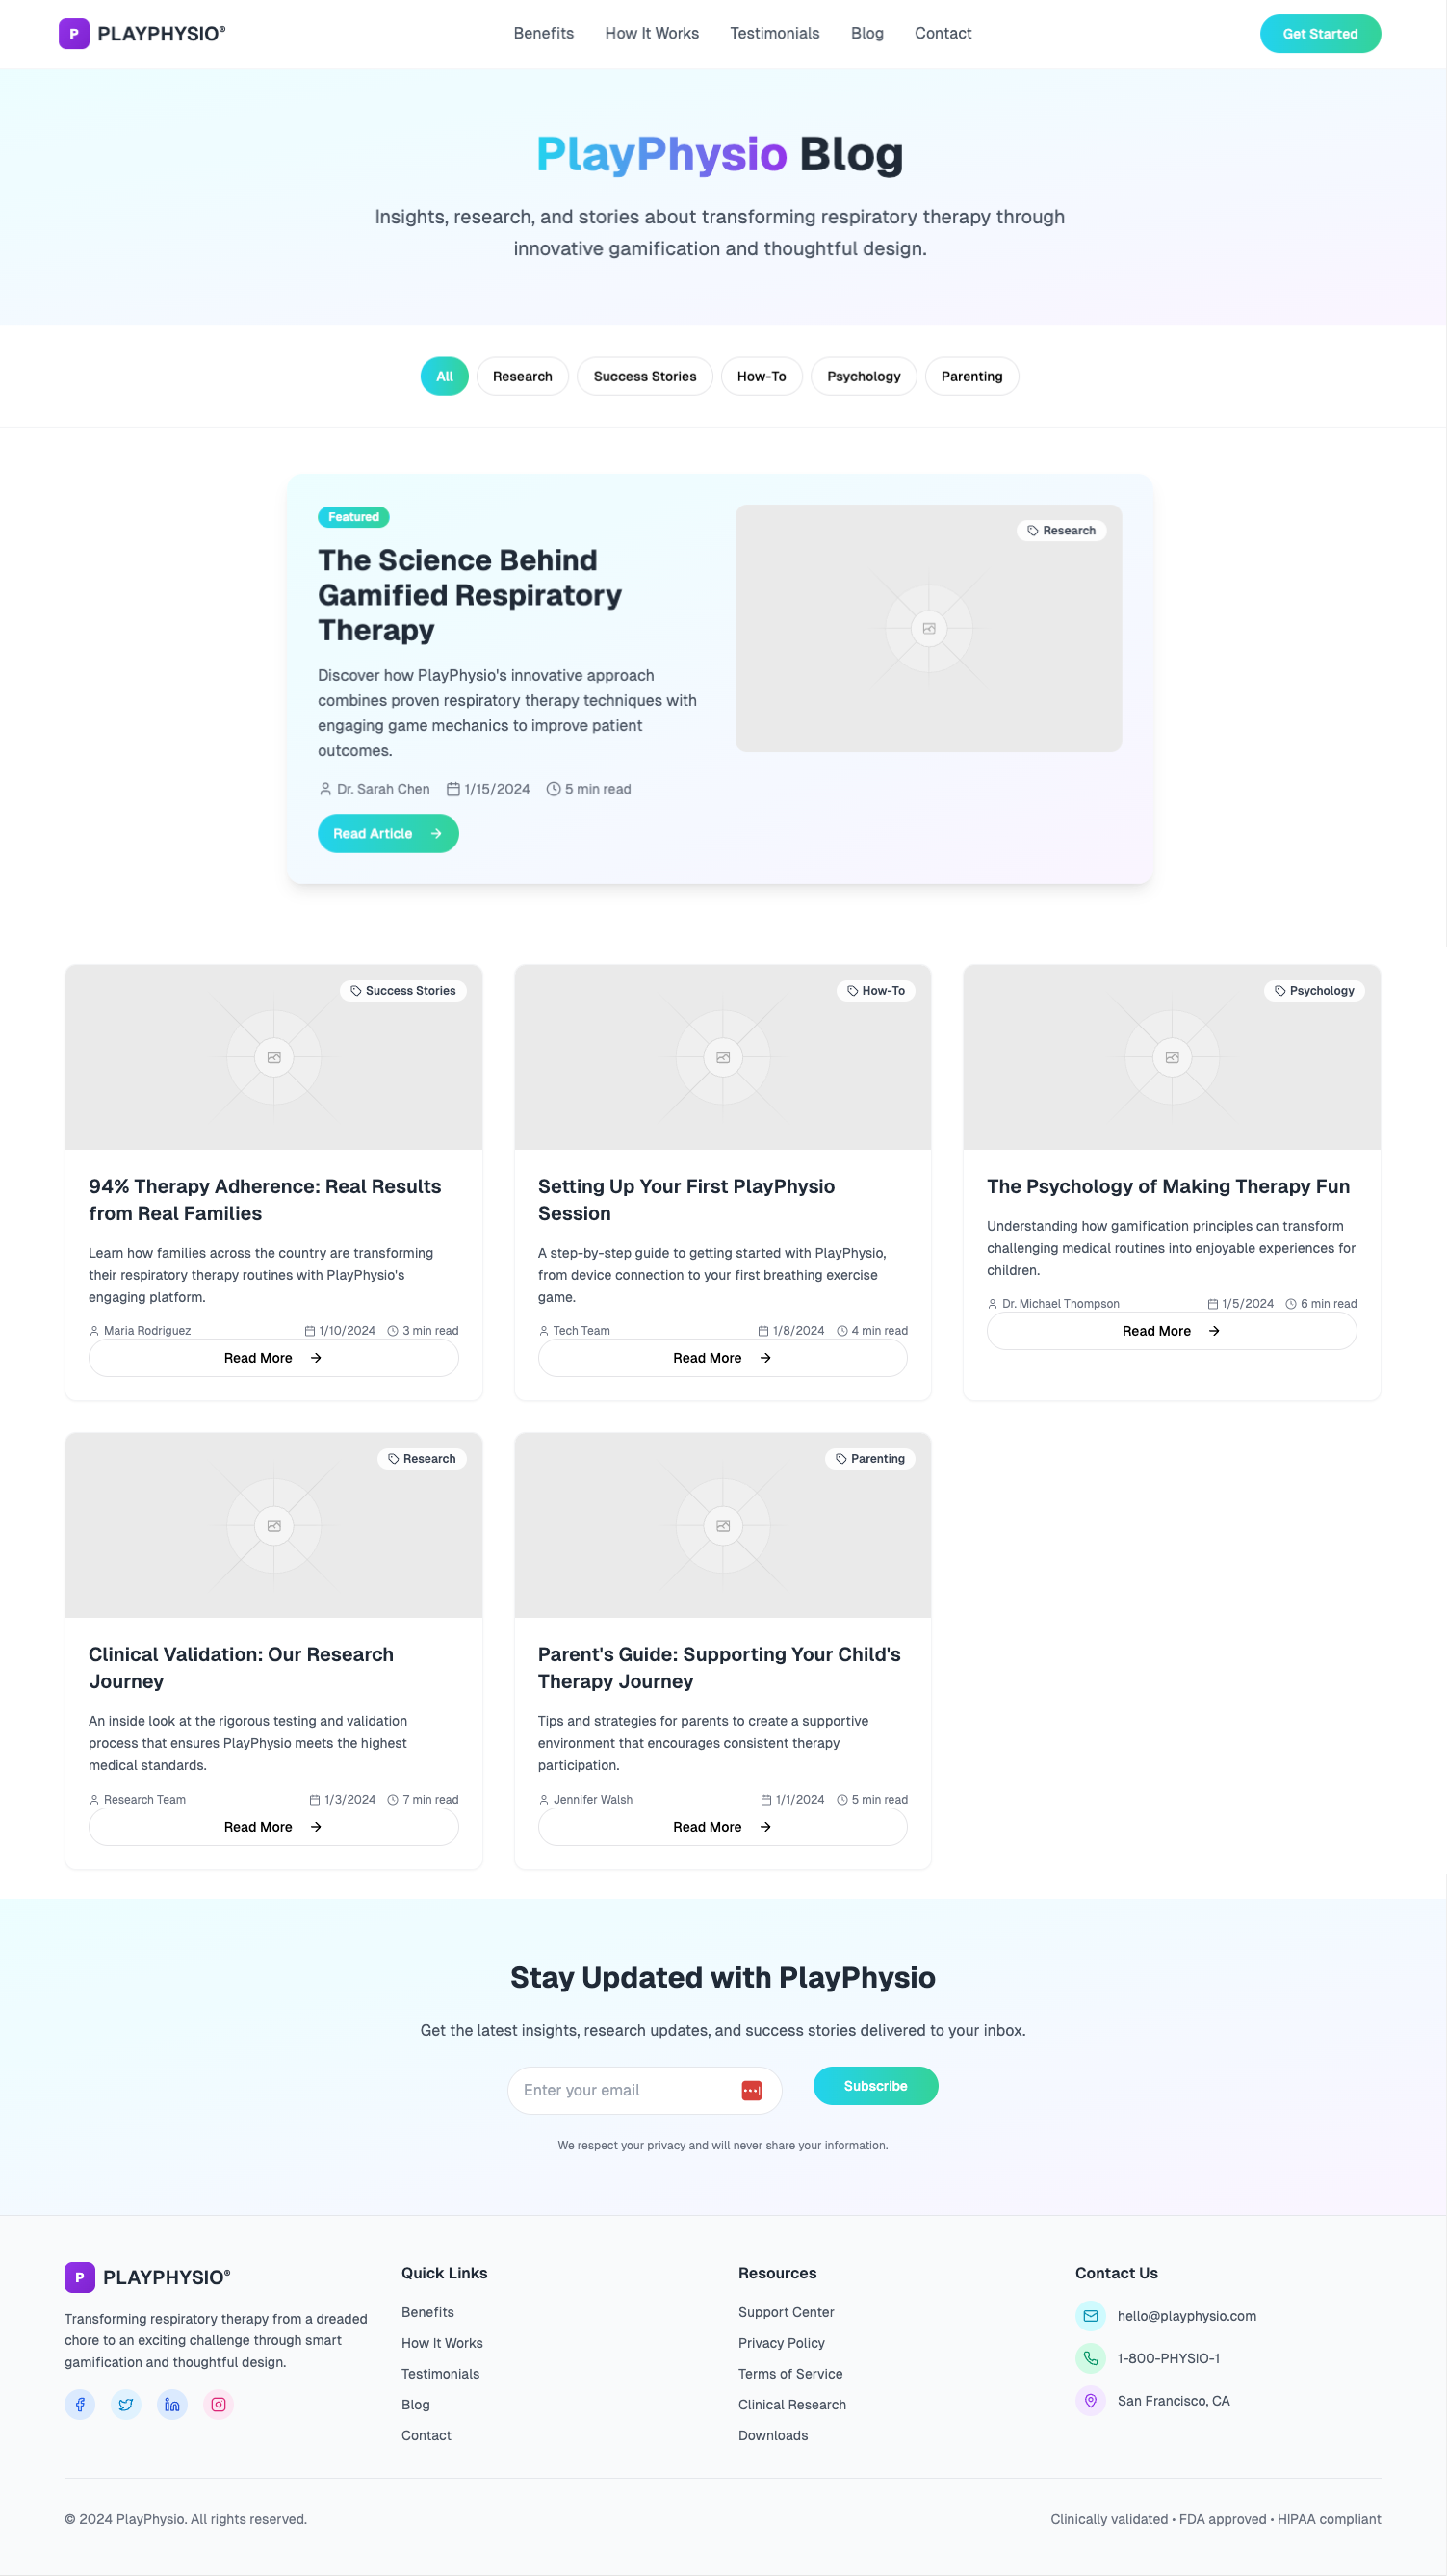 P PLAYPHYSIO®
Benefits How It Works Testimonials Blog Contact
Get Started
PlayPhysio Blog
Insights, research, and stories about transforming respiratory therapy through
innovative gamification and thoughtful design.
All Research Success Stories How-To Psychology Parenting
Featured
The Science Behind
Gamified Respiratory
Therapy
Discover how PlayPhysio's innovative approach
combines proven respiratory therapy techniques with
engaging game mechanics to improve patient
outcomes.
Dr. Sarah Chen 1/15/2024 5 min read
Read Article
Research
Success Stories
94% Therapy Adherence: Real Results
from Real Families
Learn how families across the country are transforming
their respiratory therapy routines with PlayPhysio's
engaging platform.
Maria Rodriguez 1/10/2024 3 min read
Read More
How-To
Setting Up Your First PlayPhysio
Session
A step-by-step guide to getting started with PlayPhysio,
from device connection to your first breathing exercise
game.
Tech Team 1/8/2024 4 min read
Read More
Psychology
The Psychology of Making Therapy Fun
Understanding how gamification principles can transform
challenging medical routines into enjoyable experiences for
children.
Dr. Michael Thompson 1/5/2024 6 min read
Read More
Research
Clinical Validation: Our Research
Journey
An inside look at the rigorous testing and validation
process that ensures PlayPhysio meets the highest
medical standards.
Research Team 1/3/2024 7 min read
Read More
Parenting
Parent's Guide: Supporting Your Child's
Therapy Journey
Tips and strategies for parents to create a supportive
environment that encourages consistent therapy
participation.
Jennifer Walsh 1/1/2024 5 min read
Read More
Stay Updated with PlayPhysio
Get the latest insights, research updates, and success stories delivered to your inbox.
Enter your email
Subscribe
We respect your privacy and will never share your information.
P PLAYPHYSIO®
Transforming respiratory therapy from a dreaded
chore to an exciting challenge through smart
gamification and thoughtful design.
Quick Links
Benefits
How It Works
Testimonials
Blog
Contact
Resources
Support Center
Privacy Policy
Terms of Service
Clinical Research
Downloads
Contact Us
hello@playphysio.com
1-800-PHYSIO-1
San Francisco, CA
© 2024 PlayPhysio. All rights reserved.
Clinically validated • FDA approved • HIPAA compliant